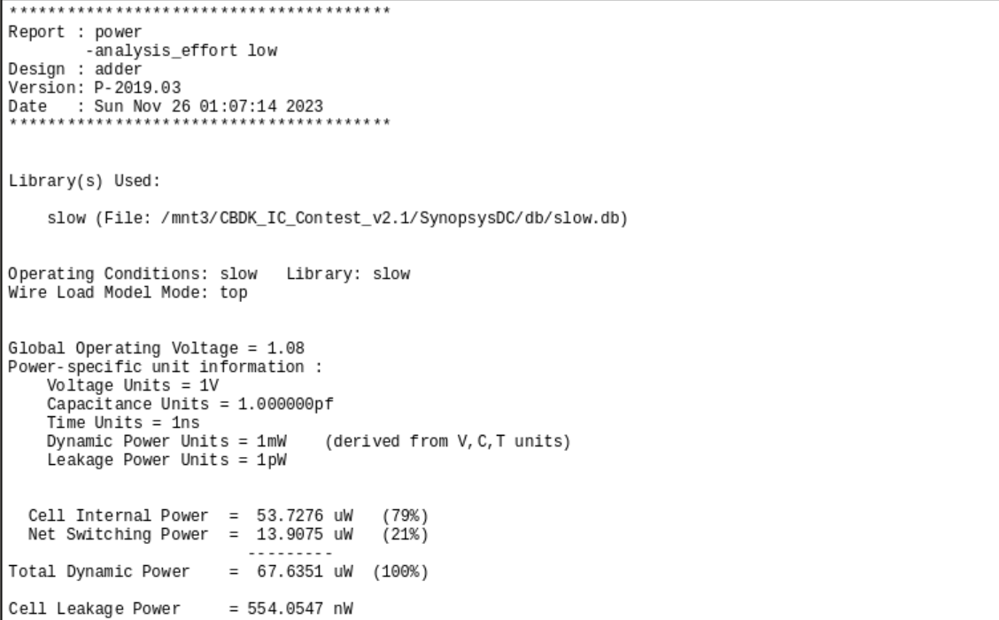 ****************************************
Report : power
        -analysis_effort low
Design : adder
Version: P-2019.03
Date   : Sun Nov 26 01:07:14 2023
****************************************
Library(s) Used:
    slow (File: /mnt3/CBDK_IC_Contest_v2.1/SynopsysDC/db/slow.db)
Operating Conditions: slow   Library: slow
Wire Load Model Mode: top
Global Operating Voltage = 1.08
Power-specific unit information :
    Voltage Units = 1V
    Capacitance Units = 1.000000pf
    Time Units = 1ns
    Dynamic Power Units = 1mW    (derived from V,C,T units)
    Leakage Power Units = 1pW
  Cell Internal Power  =  53.7276 uW   (79%)
  Net Switching Power  =  13.9075 uW   (21%)
                         ---------
Total Dynamic Power    =  67.6351 uW  (100%)
Cell Leakage Power     = 554.0547 nW